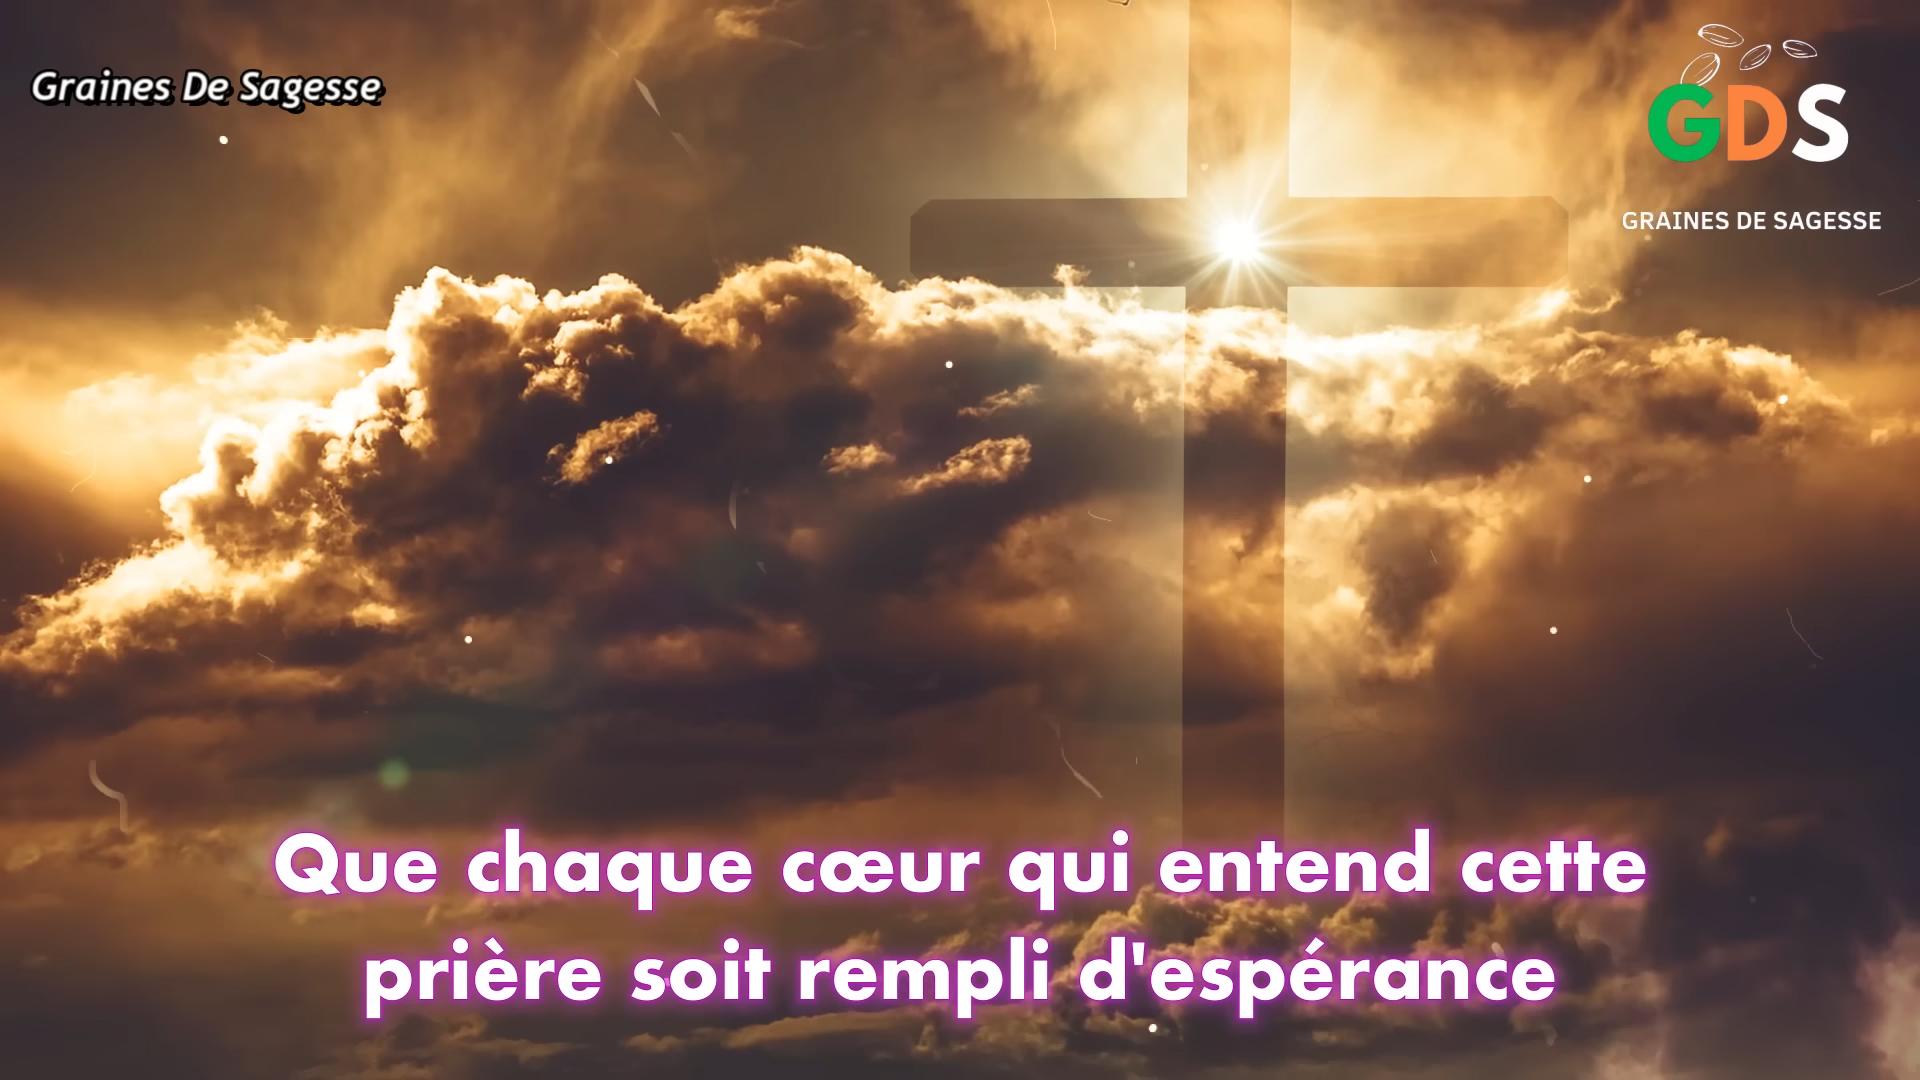 Graines De Sagesse
GDS
GRAINES DE SAGESSE
Que chaque cœur qui entend cette
prière soit rempli d'espérance